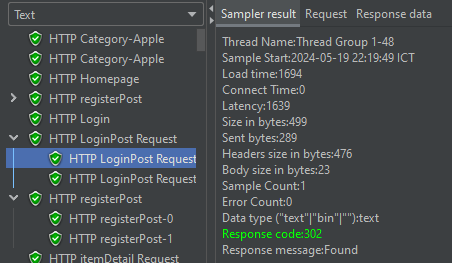 Text
HTTP Category-Apple
HTTP Category-Apple
HTTP Homepage
HTTP registerPost
HTTP Login
HTTP LoginPost Request
HTTP LoginPost Request
HTTP LoginPost Request
HTTP registerPost
HTTP registerPost-0
HTTP registerPost-1
HTTP itemDetail Request
Sampler result Request Response data
Thread Name:Thread Group 1-48
Sample Start:2024-05-19 22:19:49 ICT
Load time:1694
Connect Time:0
Latency:1639
Size in bytes:499
Sent bytes:289
Headers size in bytes:476
Body size in bytes:23
Sample Count:1
Error Count:0
Data type ("text"|"bin"|""):text
Response code:302
Response message:Found